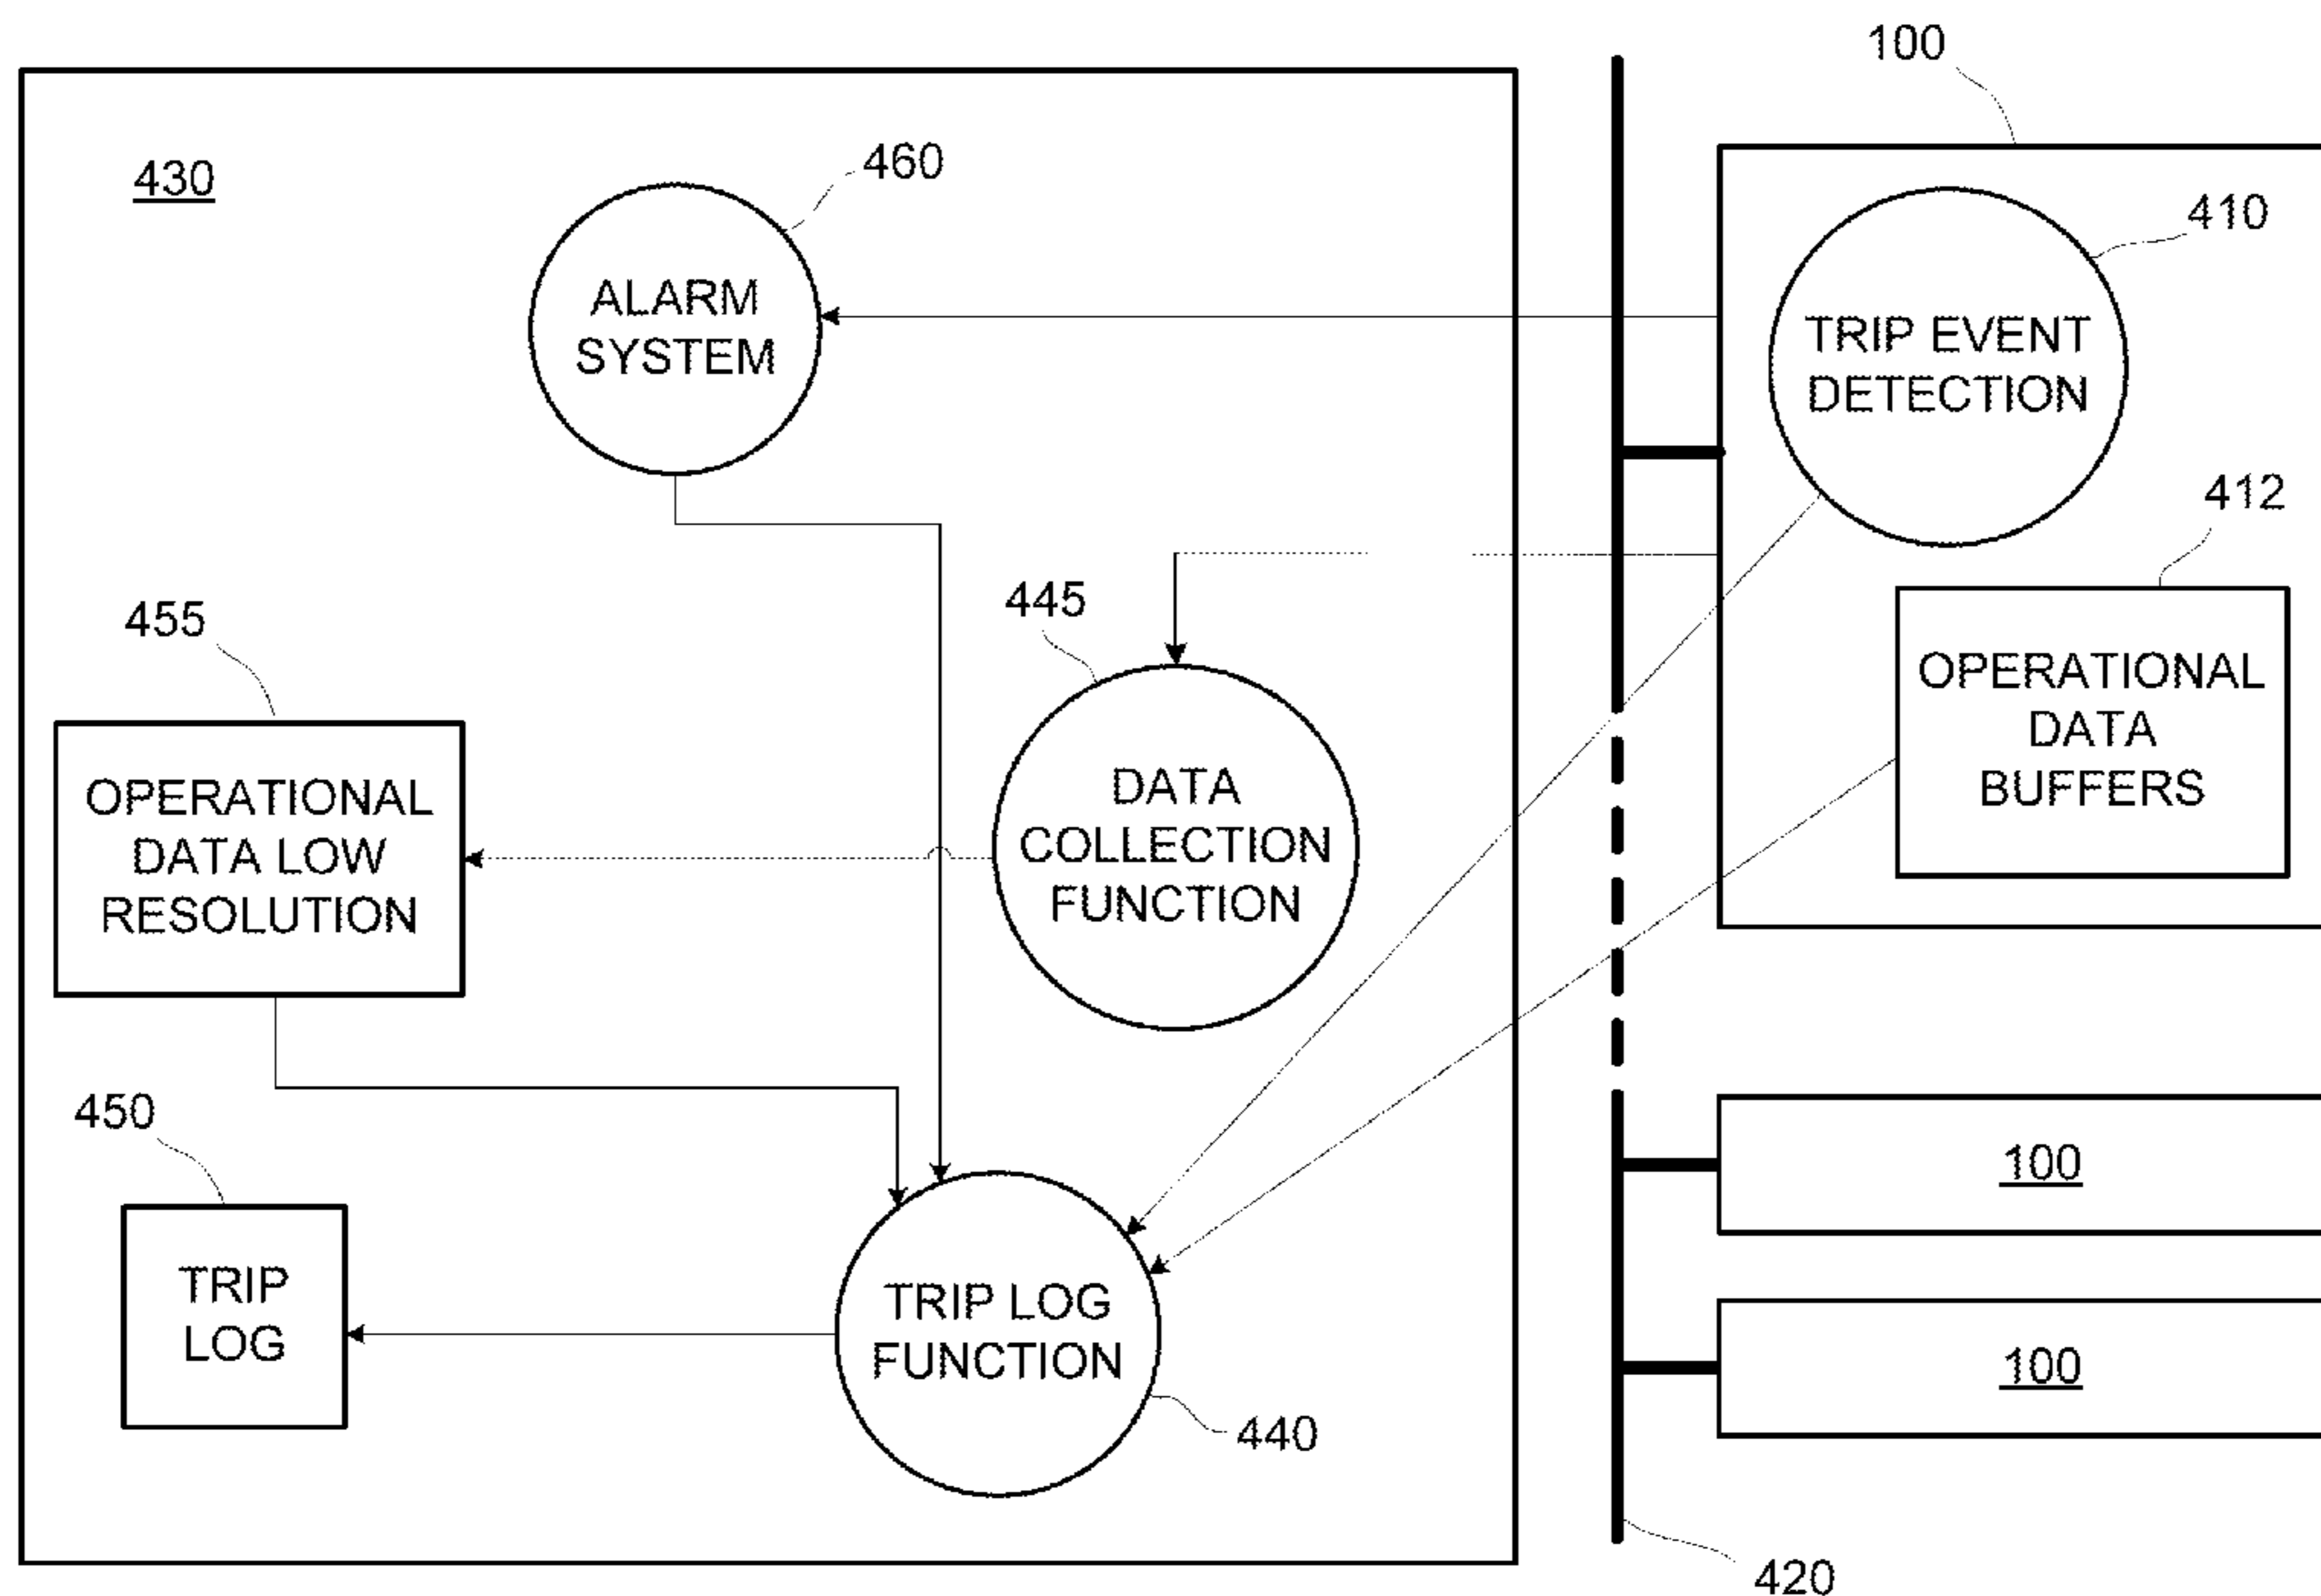 100
430
460
ALARM
SYSTEM
410
TRIP EVENT
DETECTION
412
OPERATIONAL
DATA
BUFFERS
445
DATA
COLLECTION
FUNCTION
455
OPERATIONAL
DATA LOW
RESOLUTION
450
TRIP
LOG
TRIP LOG
FUNCTION
440
100
100
420